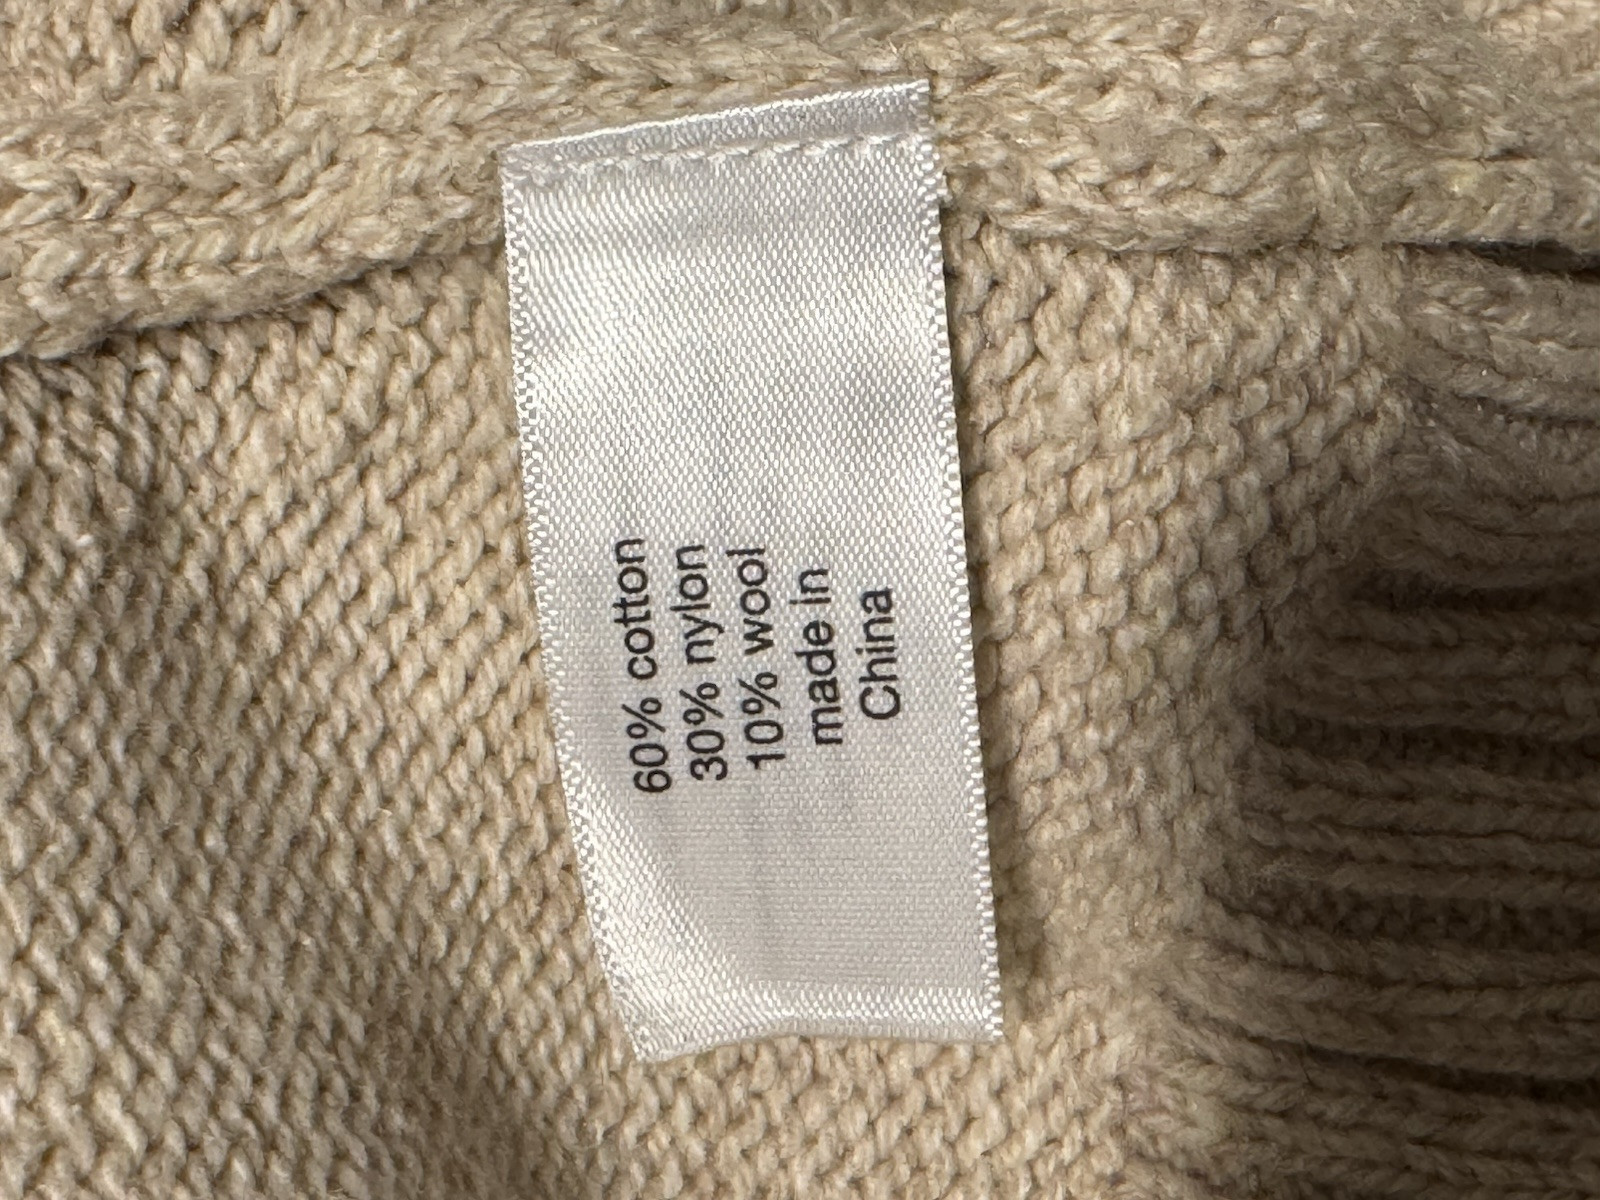 60% cotton
30% nylon
10% wool
made in
China